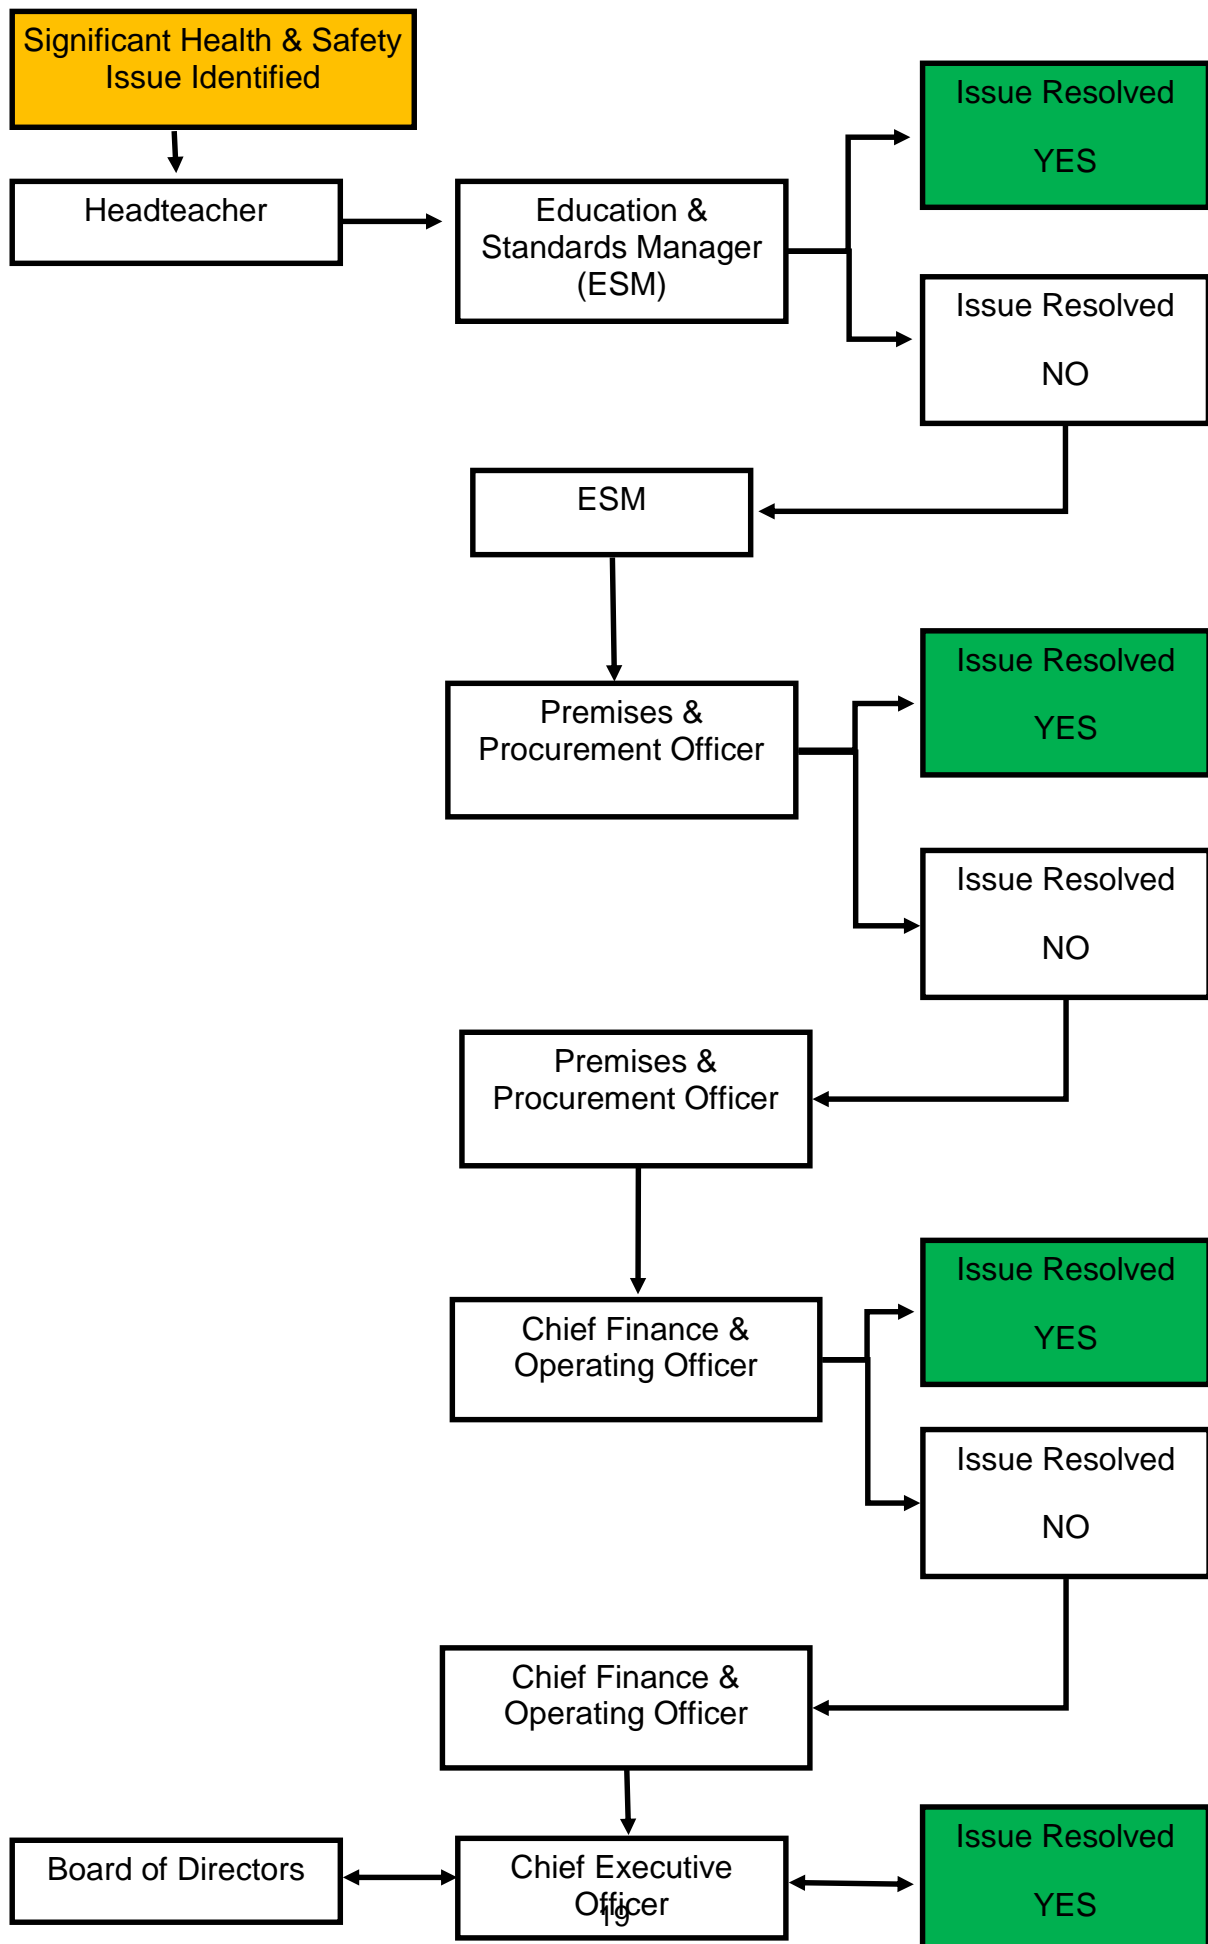 Significant Health & Safety
Issue Identified
Issue Resolved
YES
Headteacher
Education &
Standards Manager
(ESM)
Issue Resolved
NO
ESM
Issue Resolved
YES
Premises &
Procurement Officer
Issue Resolved
NO
Premises &
Procurement Officer
Issue Resolved
YES
Chief Finance &
Operating Officer
Issue Resolved
NO
Chief Finance &
Operating Officer
Board of Directors
Chief Executive
Officer
Issue Resolved
YES
19